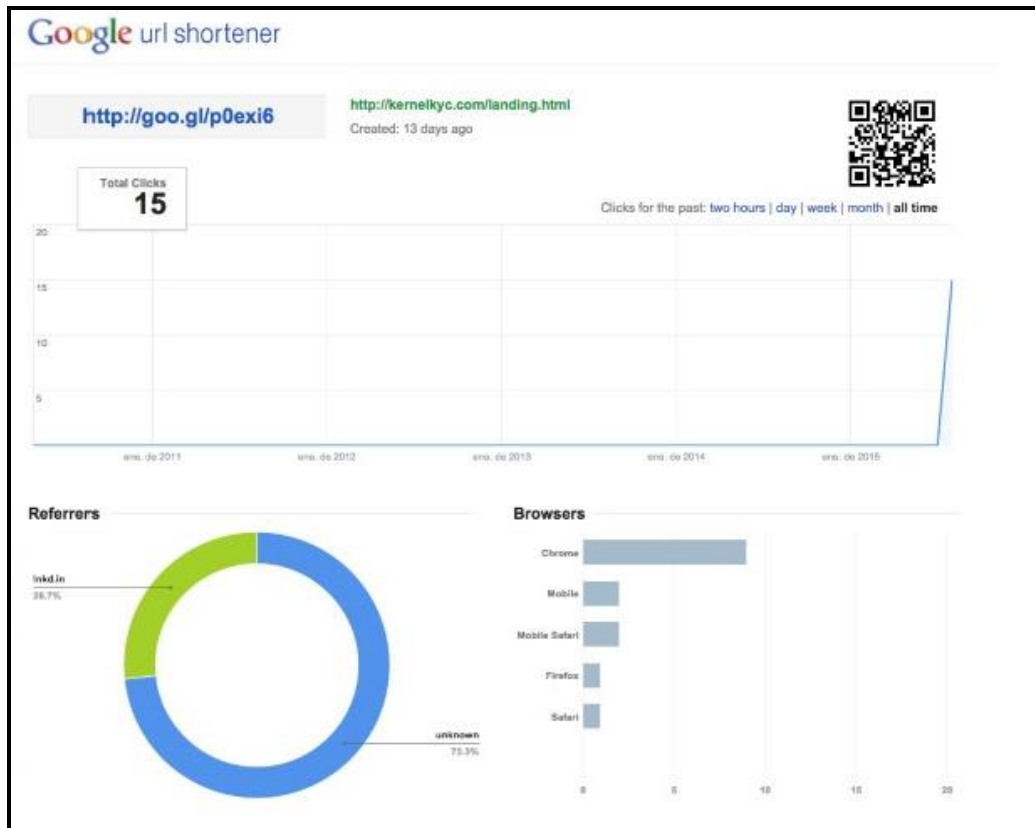 Google url shortener
http://goo.gl/p0exi6
http://kernelkyc.com/landing.html
Created: 13 days ago
Total Clicks
15
Clicks for the past: two hours | day | week | month | all time
20
15
10
5
ene. de 2011
ene. de 2012
ene. de 2013
ene. de 2014
ene. de 2015
Referrers
lnkd.in
26.7%
unknown
73.3%
Browsers
Chrome
Mobile
Mobile Safari
Firefox
Safari
0
5
10
15
20